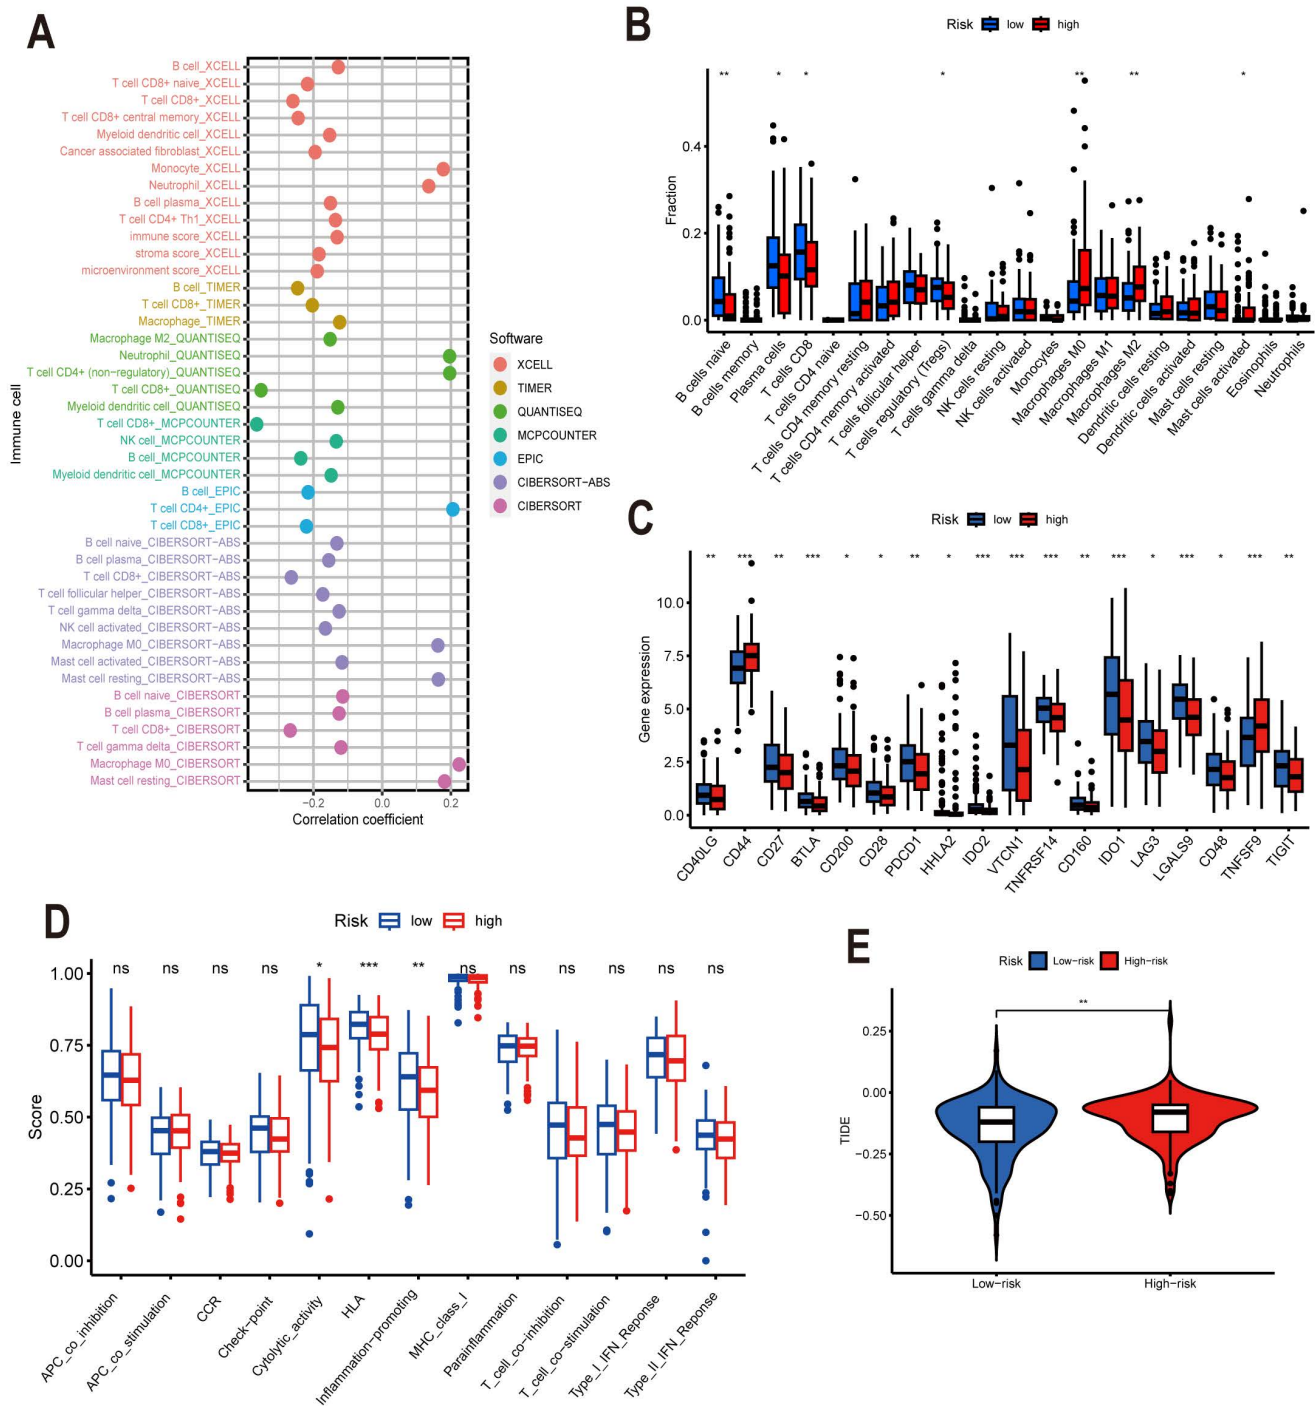 A
B cell_XCELL
T cell CD8+ naive_XCELL
T cell CD8+_XCELL
T cell CD8+ central memory_XCELL
Myeloid dendritic cell_XCELL
Cancer associated fibroblast_XCELL
Monocyte_XCELL
Neutrophil_XCELL
B cell plasma_XCELL
T cell CD4+ Th1_XCELL
immune score_XCELL
stroma score_XCELL
microenvironment score_XCELL
B cell_TIMER
T cell CD8+_TIMER
Macrophage_TIMER
Macrophage M2_QUANTISEQ
Neutrophil_QUANTISEQ
T cell CD4+ (non−regulatory)_QUANTISEQ
T cell CD8+_QUANTISEQ
Myeloid dendritic cell_QUANTISEQ
T cell CD8+_MCPCOUNTER
NK cell_MCPCOUNTER
B cell_MCPCOUNTER
Myeloid dendritic cell_MCPCOUNTER
B cell_EPIC
T cell CD4+_EPIC
T cell CD8+_EPIC
B cell naive_CIBERSORT−ABS
B cell plasma_CIBERSORT−ABS
T cell CD8+_CIBERSORT−ABS
T cell follicular helper_CIBERSORT−ABS
T cell gamma delta_CIBERSORT−ABS
NK cell activated_CIBERSORT−ABS
Macrophage M0_CIBERSORT−ABS
Mast cell activated_CIBERSORT−ABS
Mast cell resting_CIBERSORT−ABS
B cell naive_CIBERSORT
B cell plasma_CIBERSORT
T cell CD8+_CIBERSORT
T cell gamma delta_CIBERSORT
Macrophage M0_CIBERSORT
Mast cell resting_CIBERSORT
−0.2 0.0 0.2
Correlation coefficient
Immune cell
Software
XCELL
TIMER
QUANTISEQ
MCPCOUNTER
EPIC
CIBERSORT−ABS
CIBERSORT
B
Risk low high
** * * * ** ** *
Fraction
0.4
0.2
0.0
B cells naive
B cells memory
Plasma cells
T cells CD8
T cells CD4 naive
T cells CD4 memory resting
T cells CD4 memory activated
T cells follicular helper
T cells regulatory (Tregs)
T cells gamma delta
NK cells resting
NK cells activated
Monocytes
Macrophages M0
Macrophages M1
Macrophages M2
Dendritic cells resting
Dendritic cells activated
Mast cells resting
Mast cells activated
Eosinophils
Neutrophils
C
Risk low high
** *** ** *** * * ** * *** *** *** ** *** * *** * *** **
Gene expression
10.0
7.5
5.0
2.5
0.0
CD40LG
CD44
CD27
BTLA
CD200
CD28
PDCD1
HHLA2
IDO2
VTCN1
TNFRSF14
CD160
IDO1
LAG3
LGALS9
CD48
TNFSF9
TIGIT
D
Risk low high
ns ns ns ns * *** ** ns ns ns ns ns ns
Score
1.00
0.75
0.50
0.25
0.00
APC_co_inhibition
APC_co_stimulation
CCR
Check−point
Cytolytic_activity
HLA
Inflammation−promoting
MHC_class_I
Parainflammation
T_cell_co−inhibition
T_cell_co−stimulation
Type_I_IFN_Reponse
Type_II_IFN_Reponse
E
Risk Low−risk High−risk
**
TIDE
0.25
0.00
−0.25
−0.50
Low−risk High−risk